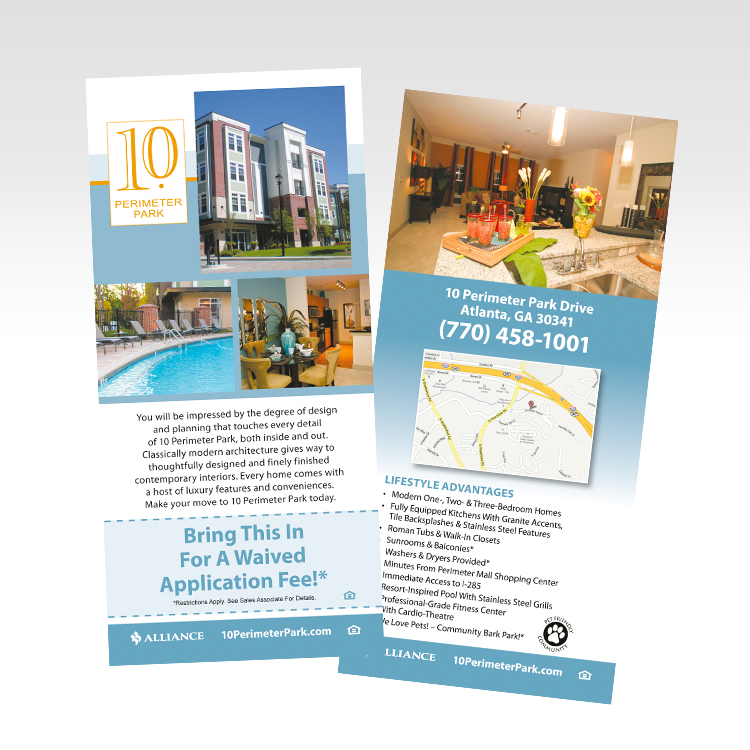 10
PERIMETER
PARK
You will be impressed by the degree of design
and planning that touches every detail
of 10 Perimeter Park, both inside and out.
Classically modern architecture gives way to
thoughtfully designed and finely finished
contemporary interiors. Every home comes with
a host of luxury features and conveniences.
Make your move to 10 Perimeter Park today.
Bring This In
For A Waived
Application Fee!*
*Restrictions Apply. See Sales Associate For Details.
ALLIANCE 10PerimeterPark.com
10 Perimeter Park Drive
Atlanta, GA 30341
(770) 458-1001
LIFESTYLE ADVANTAGES
• Modern One-, Two- & Three-Bedroom Homes
• Fully Equipped Kitchens With Granite Accents,
Tile Backsplashes & Stainless Steel Features
• Roman Tubs & Walk-In Closets
Sunrooms & Balconies*
Washers & Dryers Provided*
Minutes From Perimeter Mall Shopping Center
Immediate Access to I-285
Resort-Inspired Pool With Stainless Steel Grills
Professional-Grade Fitness Center
With Cardio-Theatre
We Love Pets! – Community Bark Park!*
PET FRIENDLY
COMMUNITY
LLIANCE 10PerimeterPark.com